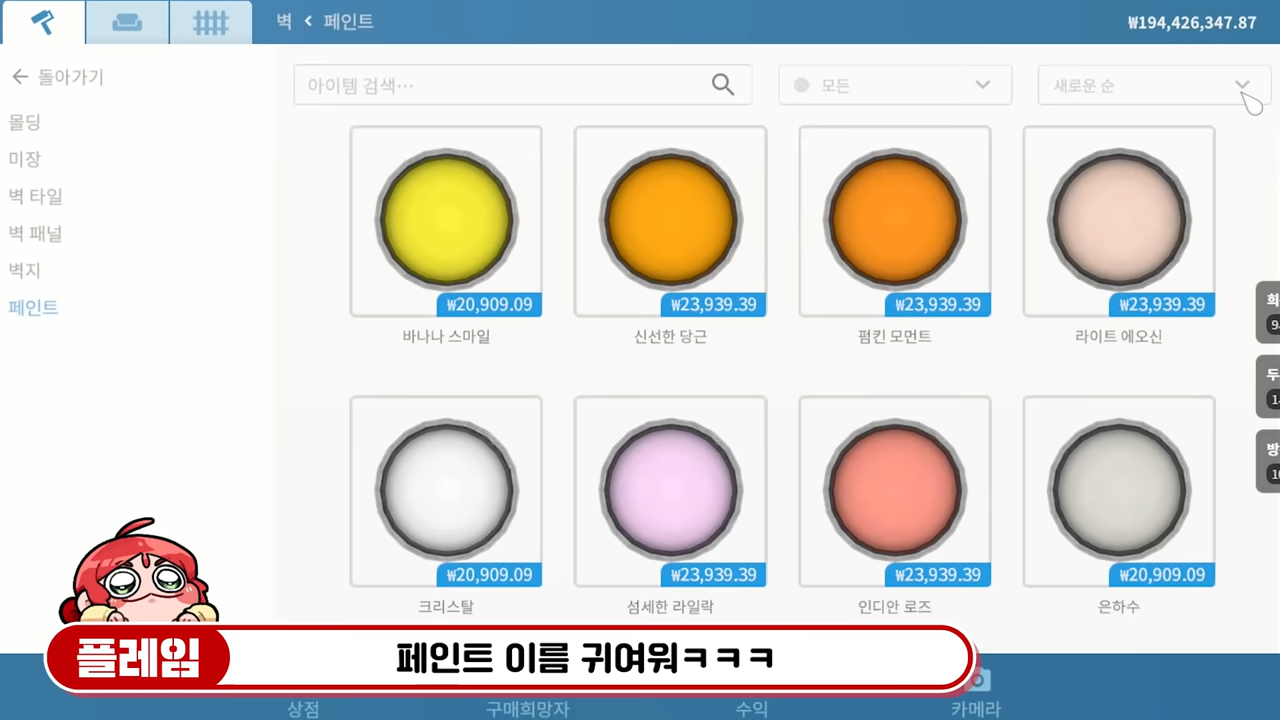 벽 < 페인트
₩194,426,347.87
돌아가기
몰딩
미장
벽 타일
벽 패널
벽지
페인트
아이템 검색…
모든
새로운 순
₩20,909.09
₩23,939.39
₩23,939.39
₩23,939.39
바나나 스마일
신선한 당근
펌킨 모먼트
라이트 에오신
₩20,909.09
₩23,939.39
₩23,939.39
₩20,909.09
크리스탈
섬세한 라일락
인디안 로즈
은하수
두
방
플레임
페인트 이름 귀여워ㅋㅋㅋ
상점
구매희망자
수익
카메라